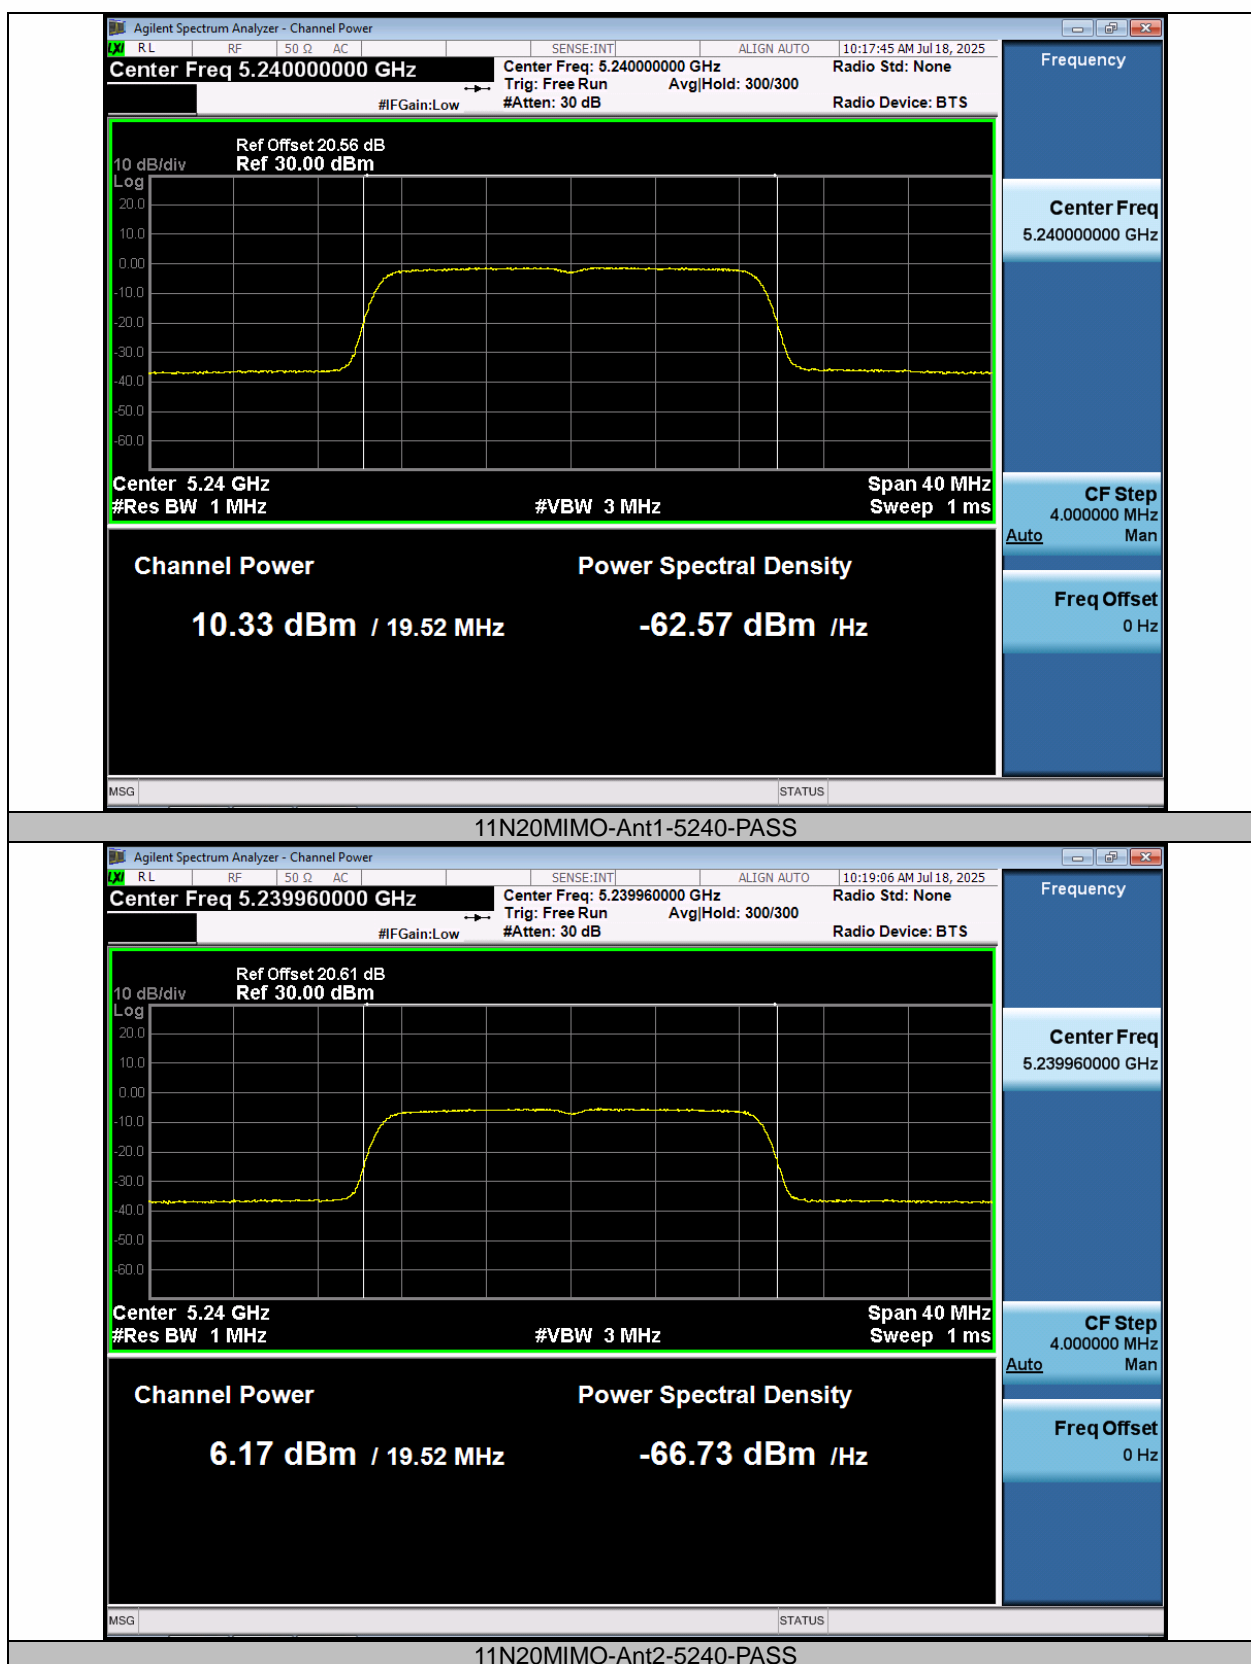 Agilent Spectrum Analyzer - Channel Power
LXI RL RF 50 Ω AC SENSE:INT ALIGN AUTO 10:17:45 AM Jul 18, 2025
Center Freq 5.240000000 GHz
Center Freq: 5.240000000 GHz Radio Std: None
Trig: Free Run Avg|Hold: 300/300
#IFGain:Low #Atten: 30 dB Radio Device: BTS
Frequency
Ref Offset 20.56 dB
10 dB/div Ref 30.00 dBm
Log
20.0
10.0
0.00
-10.0
-20.0
-30.0
-40.0
-50.0
-60.0
Center Freq
5.240000000 GHz
Center 5.24 GHz Span 40 MHz
#Res BW 1 MHz #VBW 3 MHz Sweep 1 ms
CF Step
4.000000 MHz
Auto Man
Channel Power Power Spectral Density
10.33 dBm / 19.52 MHz -62.57 dBm /Hz
Freq Offset
0 Hz
MSG STATUS
11N20MIMO-Ant1-5240-PASS
Agilent Spectrum Analyzer - Channel Power
LXI RL RF 50 Ω AC SENSE:INT ALIGN AUTO 10:19:06 AM Jul 18, 2025
Center Freq 5.239960000 GHz
Center Freq: 5.239960000 GHz Radio Std: None
Trig: Free Run Avg|Hold: 300/300
#IFGain:Low #Atten: 30 dB Radio Device: BTS
Frequency
Ref Offset 20.61 dB
10 dB/div Ref 30.00 dBm
Log
20.0
10.0
0.00
-10.0
-20.0
-30.0
-40.0
-50.0
-60.0
Center Freq
5.239960000 GHz
Center 5.24 GHz Span 40 MHz
#Res BW 1 MHz #VBW 3 MHz Sweep 1 ms
CF Step
4.000000 MHz
Auto Man
Channel Power Power Spectral Density
6.17 dBm / 19.52 MHz -66.73 dBm /Hz
Freq Offset
0 Hz
MSG STATUS
11N20MIMO-Ant2-5240-PASS